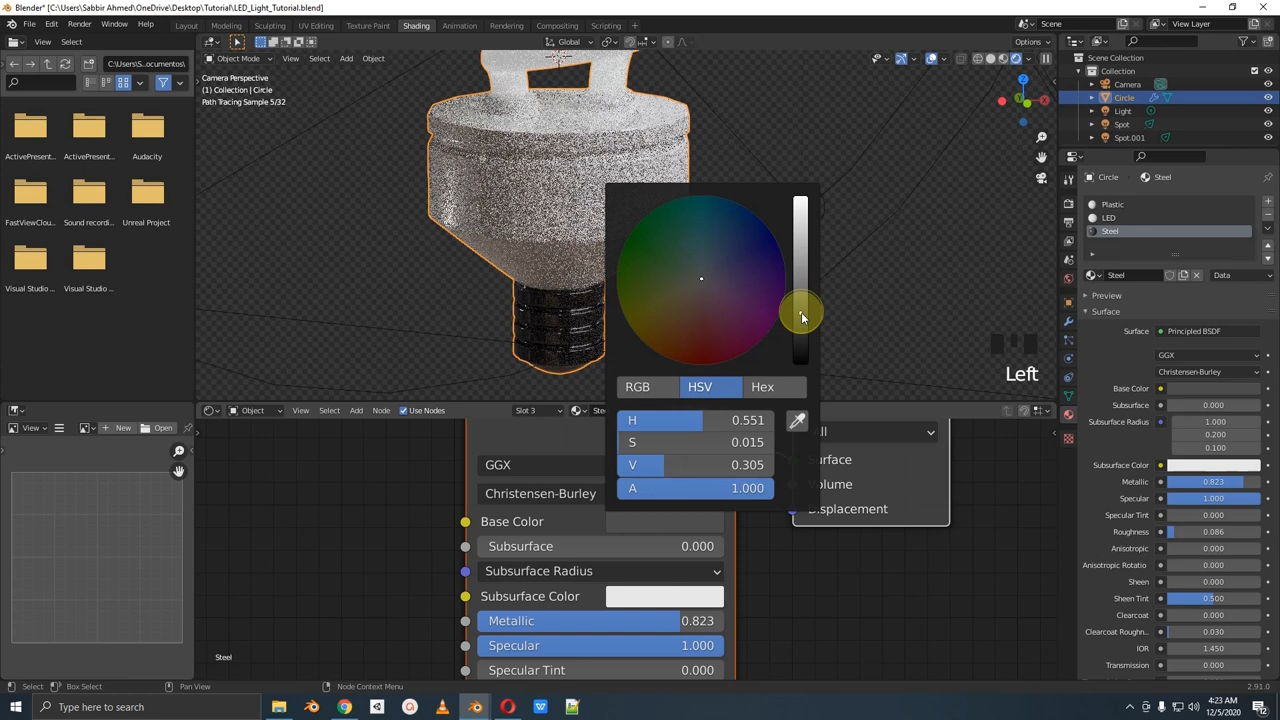 Blender* [C:\Users\Sabbir Ahmed\OneDrive\Desktop\Tutorial\LED_Light_Tutorial.blend]
File Edit Render Window Help Layout Modeling Sculpting UV Editing Texture Paint Shading Animation Rendering Compositing Scripting + Scene View Layer
View Select C:\Users\S...ocumentos\ Global Options
Object Mode View Select Add Object
ActivePresent... ActivePresent... Audacity
FastViewClou... Sound recordi... Unreal Project
Visual Studio ... Visual Studio ...
Camera Perspective
(1) Collection | Circle
Path Tracing Sample 5/32
Scene Collection
Collection
Camera
Circle
Light
Spot
Spot.001
Circle Steel
Plastic
LED
Steel
Steel Data
Preview
Surface
Surface Principled BSDF
GGX
Christensen-Burley
Base Color
Subsurface 0.000
Subsurface Radius 1.000
0.200
0.100
Subsurface Color
Metallic 0.823
Specular 1.000
Specular Tint 0.000
Roughness 0.086
Anisotropic 0.000
Anisotropic Rotatio 0.000
Sheen 0.000
Sheen Tint 0.500
Clearcoat 0.000
Clearcoat Roughn... 0.030
IOR 1.450
Transmission 0.000
RGB HSV Hex
H 0.551
S 0.015
V 0.305
A 1.000
Left
View New Open
Object View Select Add Node Use Nodes Slot 3 Stee
All
Surface
Volume
Displacement
GGX
Christensen-Burley
Base Color
Subsurface 0.000
Subsurface Radius
Subsurface Color
Metallic 0.823
Specular 1.000
Specular Tint 0.000
Steel
Select Box Select Pan View Node Context Menu 2.91.0
Type here to search
4:23 AM
12/5/2020
12